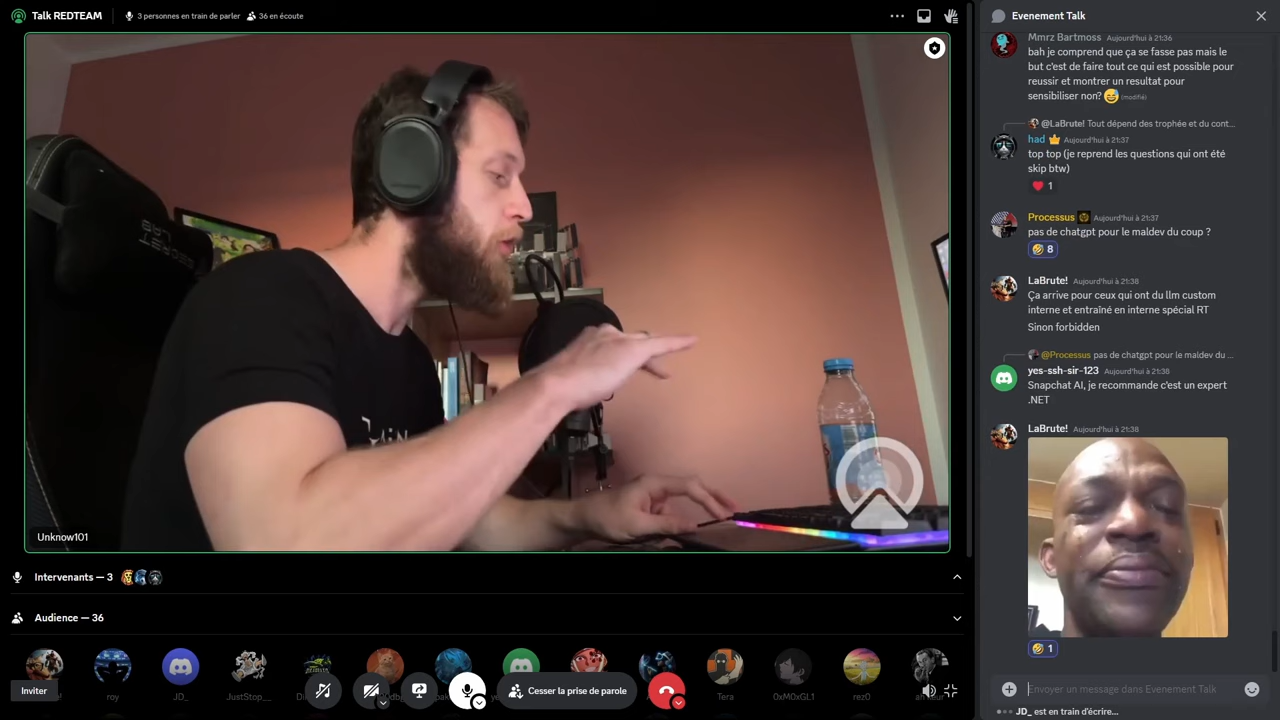 Talk REDTEAM
3 personnes en train de parler
36 en écoute
Unknow101
Intervenants — 3
Audience — 36
roy
JD_
JustStop__
Tera
0xM0xGL1
rez0
Inviter
Cesser la prise de parole
Evenement Talk
Mmrz Bartmoss Aujourd'hui à 21:36
bah je comprend que ça se fasse pas mais le
but c'est de faire tout ce qui est possible pour
reussir et montrer un resultat pour
sensibiliser non? 😅 (modifié)
@LaBrute! Tout dépend des trophée et du cont...
had Aujourd'hui à 21:37
top top (je reprend les questions qui ont été
skip btw)
1
Processus Aujourd'hui à 21:37
pas de chatgpt pour le maldev du coup ?
8
LaBrute! Aujourd'hui à 21:38
Ça arrive pour ceux qui ont du llm custom
interne et entraîné en interne spécial RT
Sinon forbidden
@Processus pas de chatgpt pour le maldev du ...
yes-ssh-sir-123 Aujourd'hui à 21:38
Snapchat AI, je recommande c'est un expert
.NET
LaBrute! Aujourd'hui à 21:38
1
Envoyer un message dans Evenement Talk
JD_ est en train d'écrire...